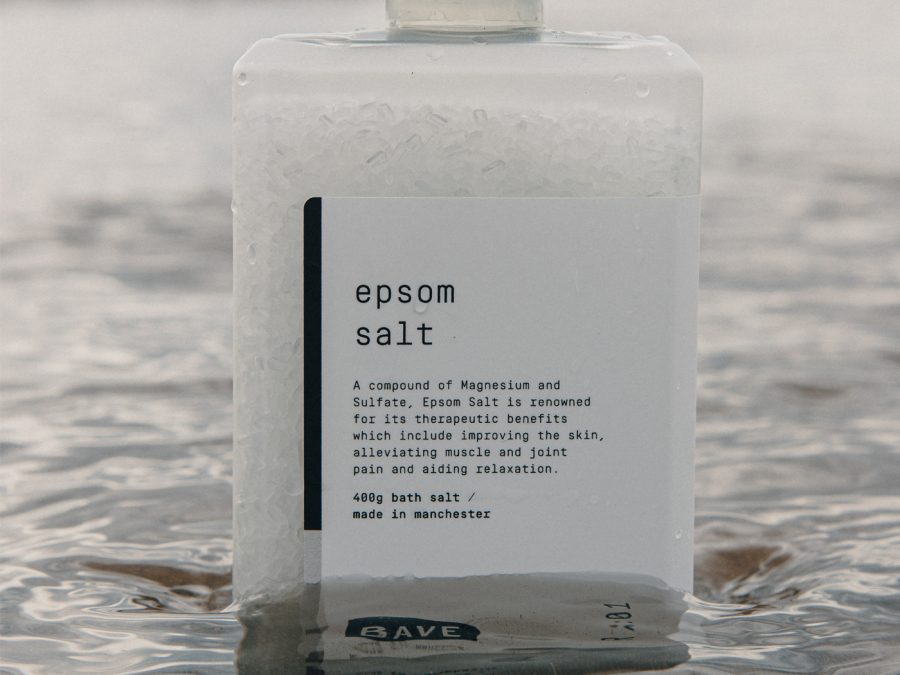 epsom
salt
A compound of Magnesium and
Sulfate, Epsom Salt is renowned
for its therapeutic benefits
which include improving the skin,
alleviating muscle and joint
pain and aiding relaxation.
400g bath salt /
made in manchester
BAVE